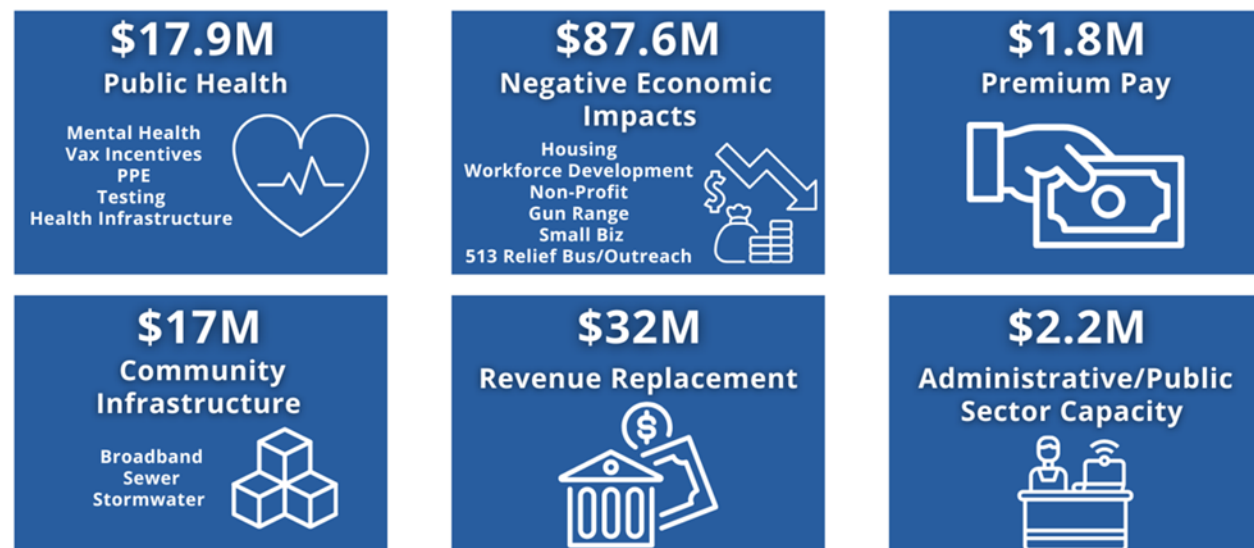 $17.9M
Public Health
Mental Health
Vax Incentives
PPE
Testing
Health Infrastructure
$87.6M
Negative Economic
Impacts
Housing
Workforce Development
Non-Profit
Gun Range
Small Biz
513 Relief Bus/Outreach
$
$1.8M
Premium Pay
$17M
Community
Infrastructure
Broadband
Sewer
Stormwater
$32M
Revenue Replacement
$
$2.2M
Administrative/Public
Sector Capacity